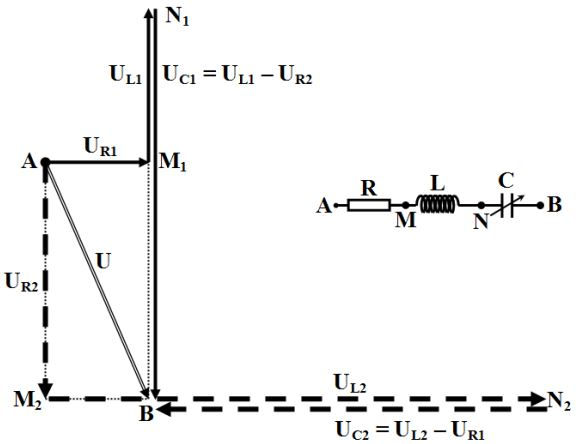 N₁
U_L1 U_C1 = U_L1 – U_R2
A U_R1 M₁
R L C
A M N B
U
U_R2
M₂ B U_L2 N₂
U_C2 = U_L2 – U_R1